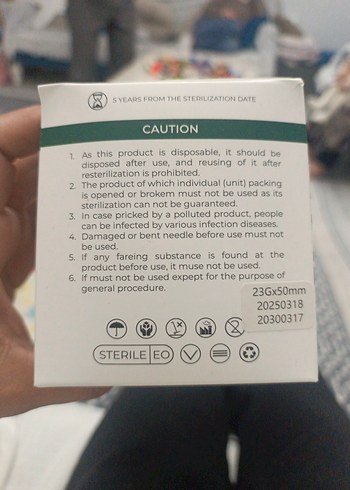 5 YEARS FROM THE STERILIZATION DATE
CAUTION
1. As this product is disposable, it should be
disposed after use, and reusing of it after
resterilization is prohibited.
2. The product of which individual (unit) packing
is opened or brokem must not be used as its
sterilization can not be guaranteed.
3. In case pricked by a polluted product, people
can be infected by various infection diseases.
4. Damaged or bent needle before use must not
be used.
5. If any fareing substance is found at the
product before use, it muse not be used.
6. If must not be used expept for the purpose of
general procedure.
23Gx50mm
20250318
20300317
STERILE EO